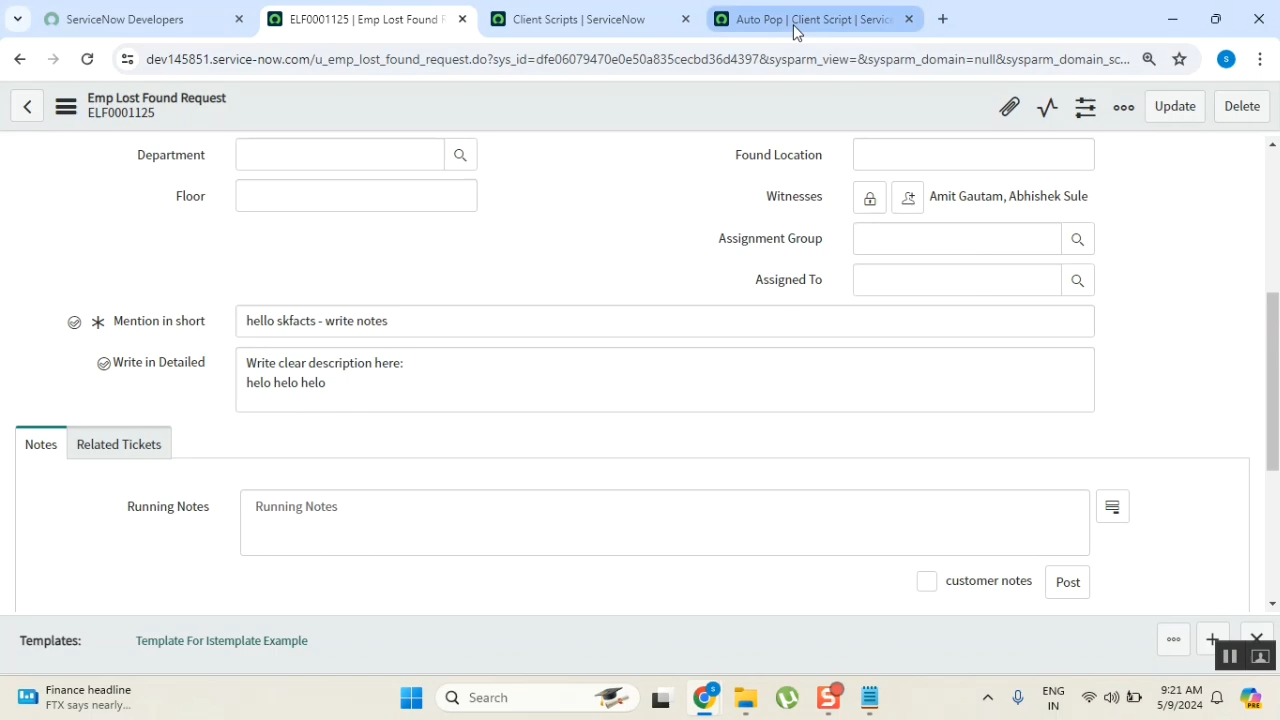 ServiceNow Developers
ELF0001125 | Emp Lost Found R
Client Scripts | ServiceNow
Auto Pop | Client Script | Service
dev145851.service-now.com/u_emp_lost_found_request.do?sys_id=dfe06079470e0e50a835cecbd36d4397&sysparm_view=&sysparm_domain=null&sysparm_domain_sc...
S
Emp Lost Found Request
ELF0001125
Update
Delete
Department
Found Location
Floor
Witnesses
Amit Gautam, Abhishek Sule
Assignment Group
Assigned To
Mention in short
hello skfacts - write notes
Write in Detailed
Write clear description here:
helo helo helo
Notes
Related Tickets
Running Notes
Running Notes
customer notes
Post
Templates:
Template For Istemplate Example
Finance headline
FTX says nearly...
Search
S
S
ENG
IN
9:21 AM
5/9/2024
PRE